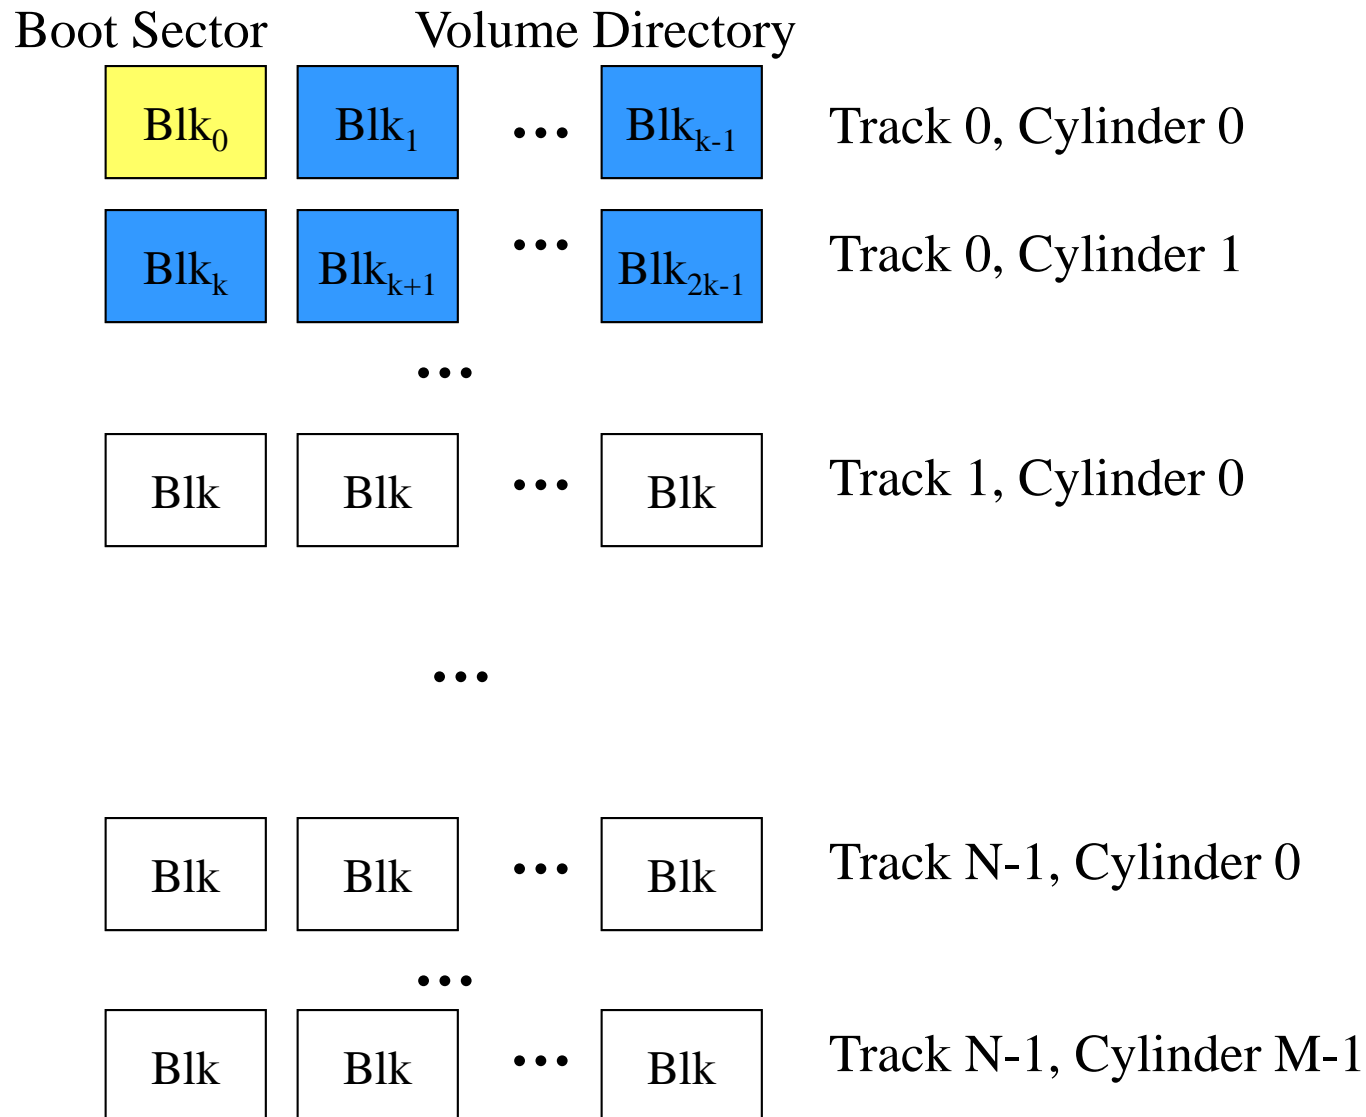 Boot Sector Volume Directory
Blk₀ Blk₁ ... Blkₖ₋₁ Track 0, Cylinder 0
Blkₖ Blkₖ₊₁ ... Blk₂ₖ₋₁ Track 0, Cylinder 1
...
Blk Blk ... Blk Track 1, Cylinder 0
...
Blk Blk ... Blk Track N-1, Cylinder 0
...
Blk Blk ... Blk Track N-1, Cylinder M-1